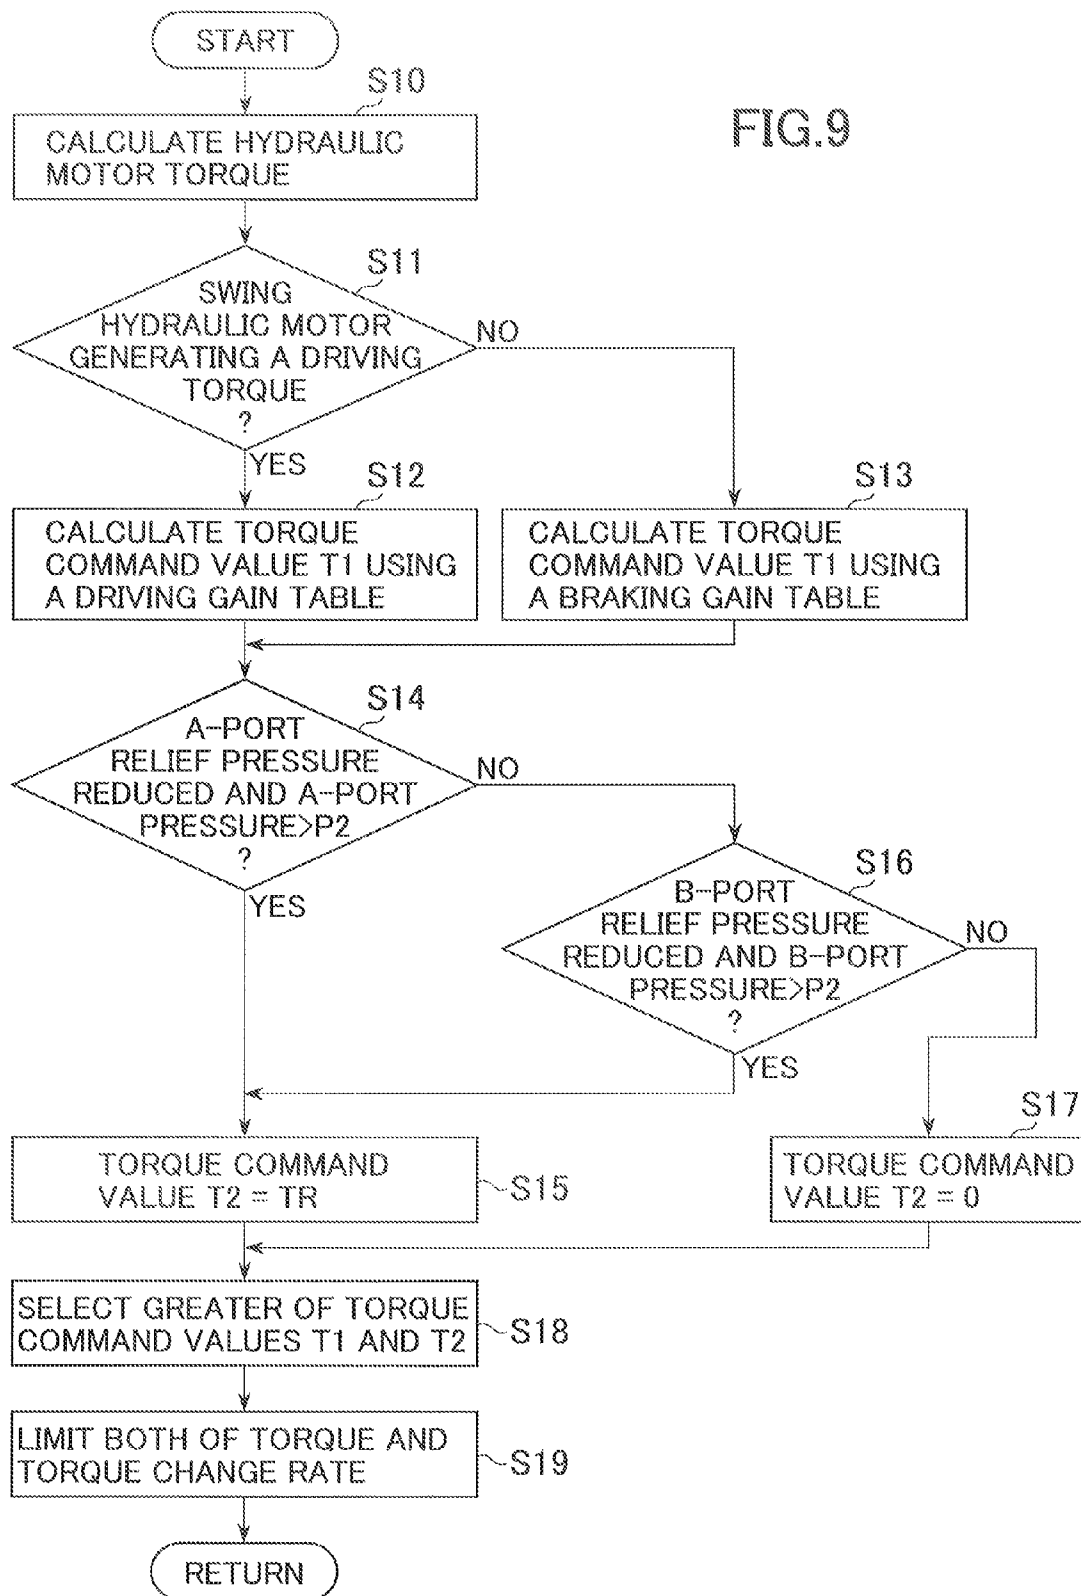 START
S10
FIG.9
CALCULATE HYDRAULIC
MOTOR TORQUE
S11
SWING
HYDRAULIC MOTOR
GENERATING A DRIVING
TORQUE
?
NO
YES
S12
S13
CALCULATE TORQUE
COMMAND VALUE T1 USING
A DRIVING GAIN TABLE
CALCULATE TORQUE
COMMAND VALUE T1 USING
A BRAKING GAIN TABLE
S14
A-PORT
RELIEF PRESSURE
REDUCED AND A-PORT
PRESSURE>P2
?
NO
YES
S16
B-PORT
RELIEF PRESSURE
REDUCED AND B-PORT
PRESSURE>P2
?
NO
YES
S17
TORQUE COMMAND
VALUE T2 = TR
S15
TORQUE COMMAND
VALUE T2 = 0
SELECT GREATER OF TORQUE
COMMAND VALUES T1 AND T2
S18
LIMIT BOTH OF TORQUE AND
TORQUE CHANGE RATE
S19
RETURN